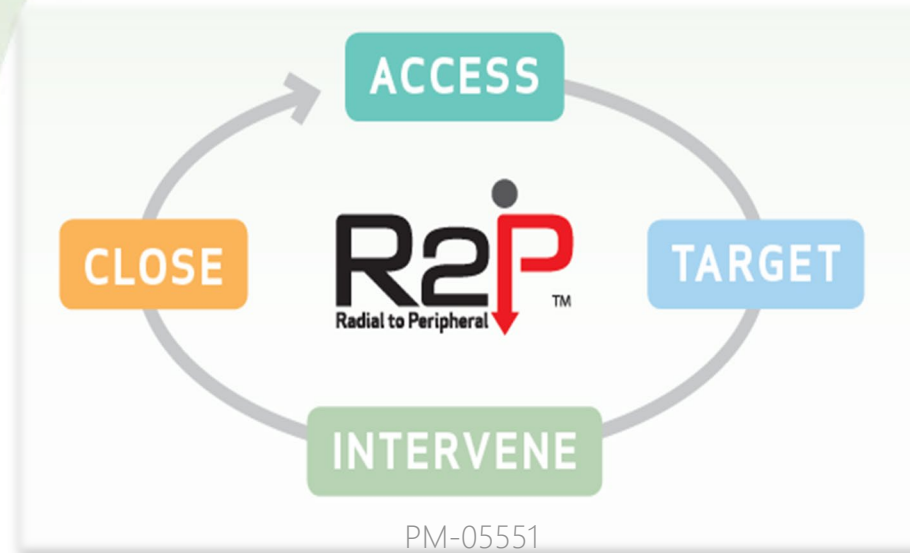 ACCESS
CLOSE
R2P
TM
Radial to Peripheral
TARGET
INTERVENE
PM-05551